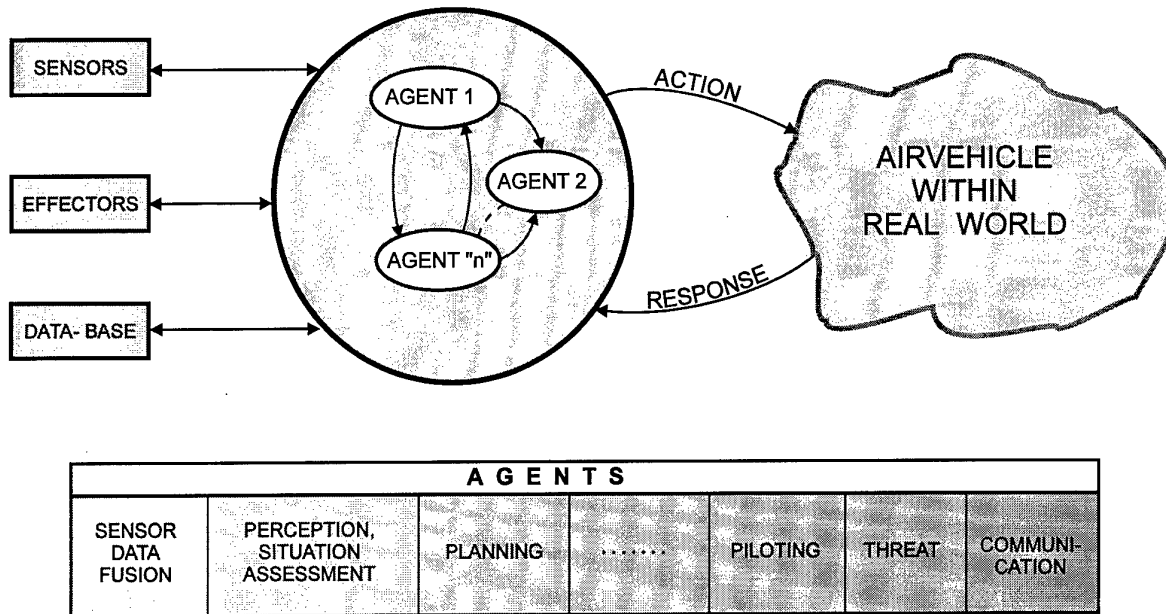 SENSORS
EFFECTORS
DATA- BASE
AGENT 1
AGENT 2
AGENT "n"
ACTION
RESPONSE
AIRVEHICLE
WITHIN
REAL WORLD
AGENTS
SENSOR
DATA
FUSION
PERCEPTION,
SITUATION
ASSESSMENT
PLANNING
.......
PILOTING
THREAT
COMMUNI-
CATION